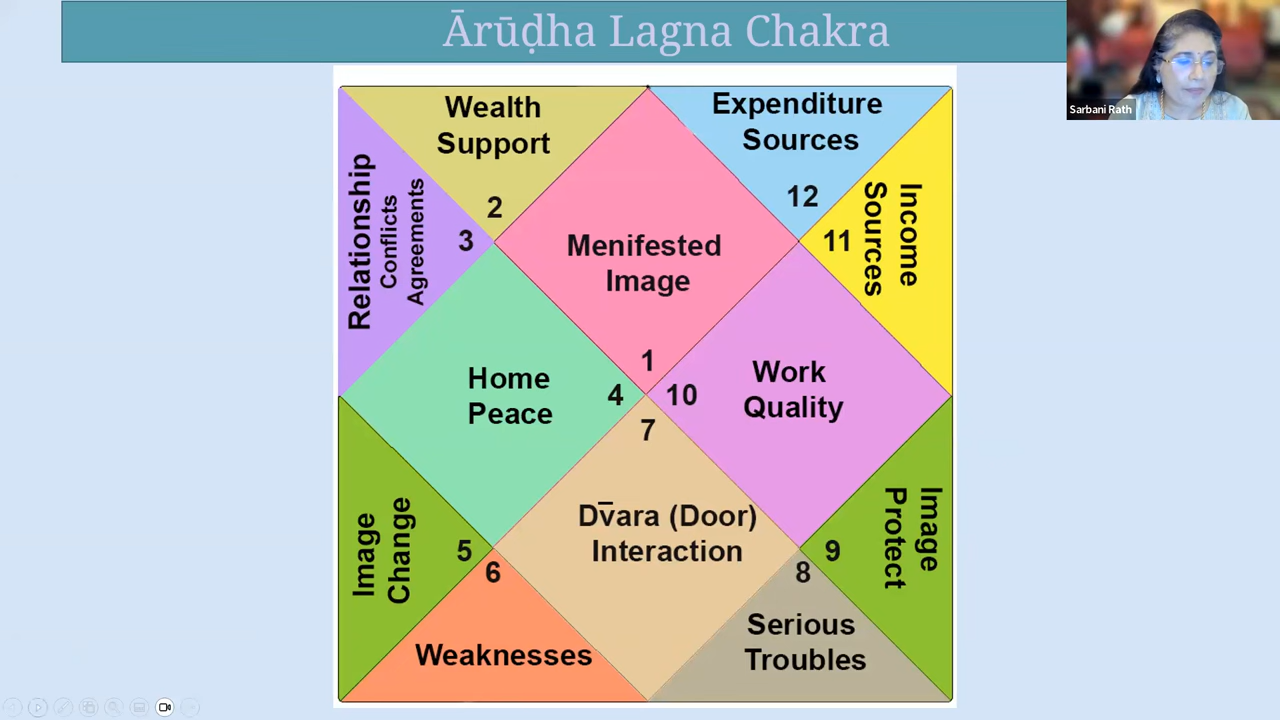 Ārūḍha Lagna Chakra
Sarbani Rath
Wealth
Support
2
Expenditure
Sources
12
Relationship
Conflicts
Agreements
3
Menifested
Image
1
11
Income
Sources
Home
Peace
4
10
Work
Quality
7
Dv̅ara (Door)
Interaction
Image
Change
5
6
Weaknesses
8
Serious
Troubles
9
Image
Protect